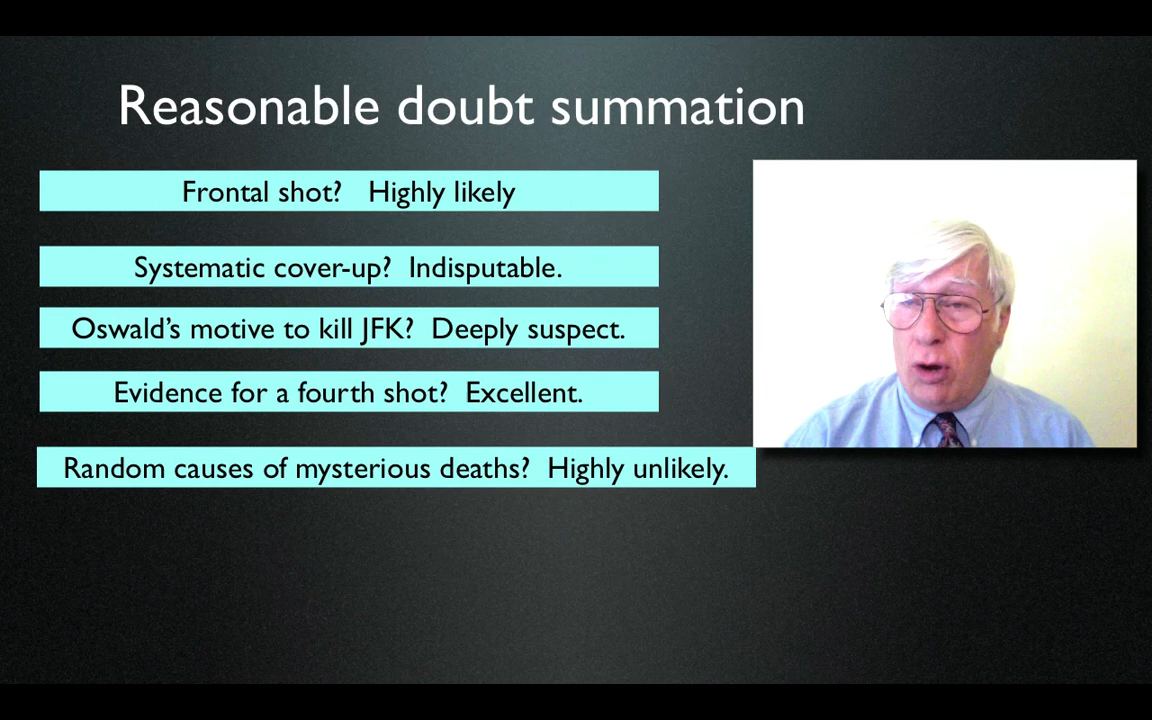 Reasonable doubt summation
Frontal shot? Highly likely
Systematic cover-up? Indisputable.
Oswald’s motive to kill JFK? Deeply suspect.
Evidence for a fourth shot? Excellent.
Random causes of mysterious deaths? Highly unlikely.